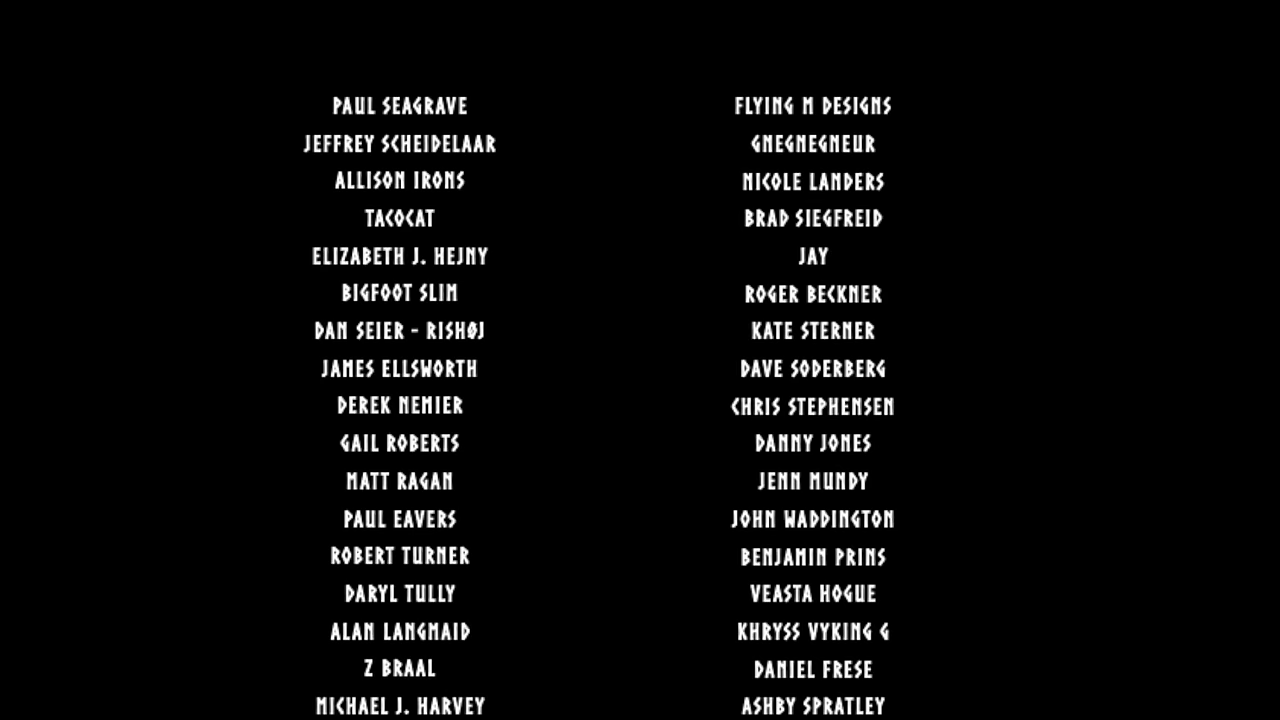 PAUL SEAGRAVE
JEFFREY SCHEIDELAAR
ALLISON IRONS
TACOCAT
ELIZABETH J. HEJNY
BIGFOOT SLIM
DAN SEIER - RISHØJ
JAMES ELLSWORTH
DEREK NEMIER
GAIL ROBERTS
MATT RAGAN
PAUL EAVERS
ROBERT TURNER
DARYL TULLY
ALAN LANGMAID
Z BRAAL
MICHAEL J. HARVEY
FLYING M DESIGNS
GNEGNEGNEUR
NICOLE LANDERS
BRAD SIEGFREID
JAY
ROGER BECKNER
KATE STERNER
DAVE SODERBERG
CHRIS STEPHENSEN
DANNY JONES
JENN MUNDY
JOHN WADDINGTON
BENJAMIN PRINS
VEASTA HOGUE
KHRYSS VYKING G
DANIEL FRESE
ASHBY SPRATLEY